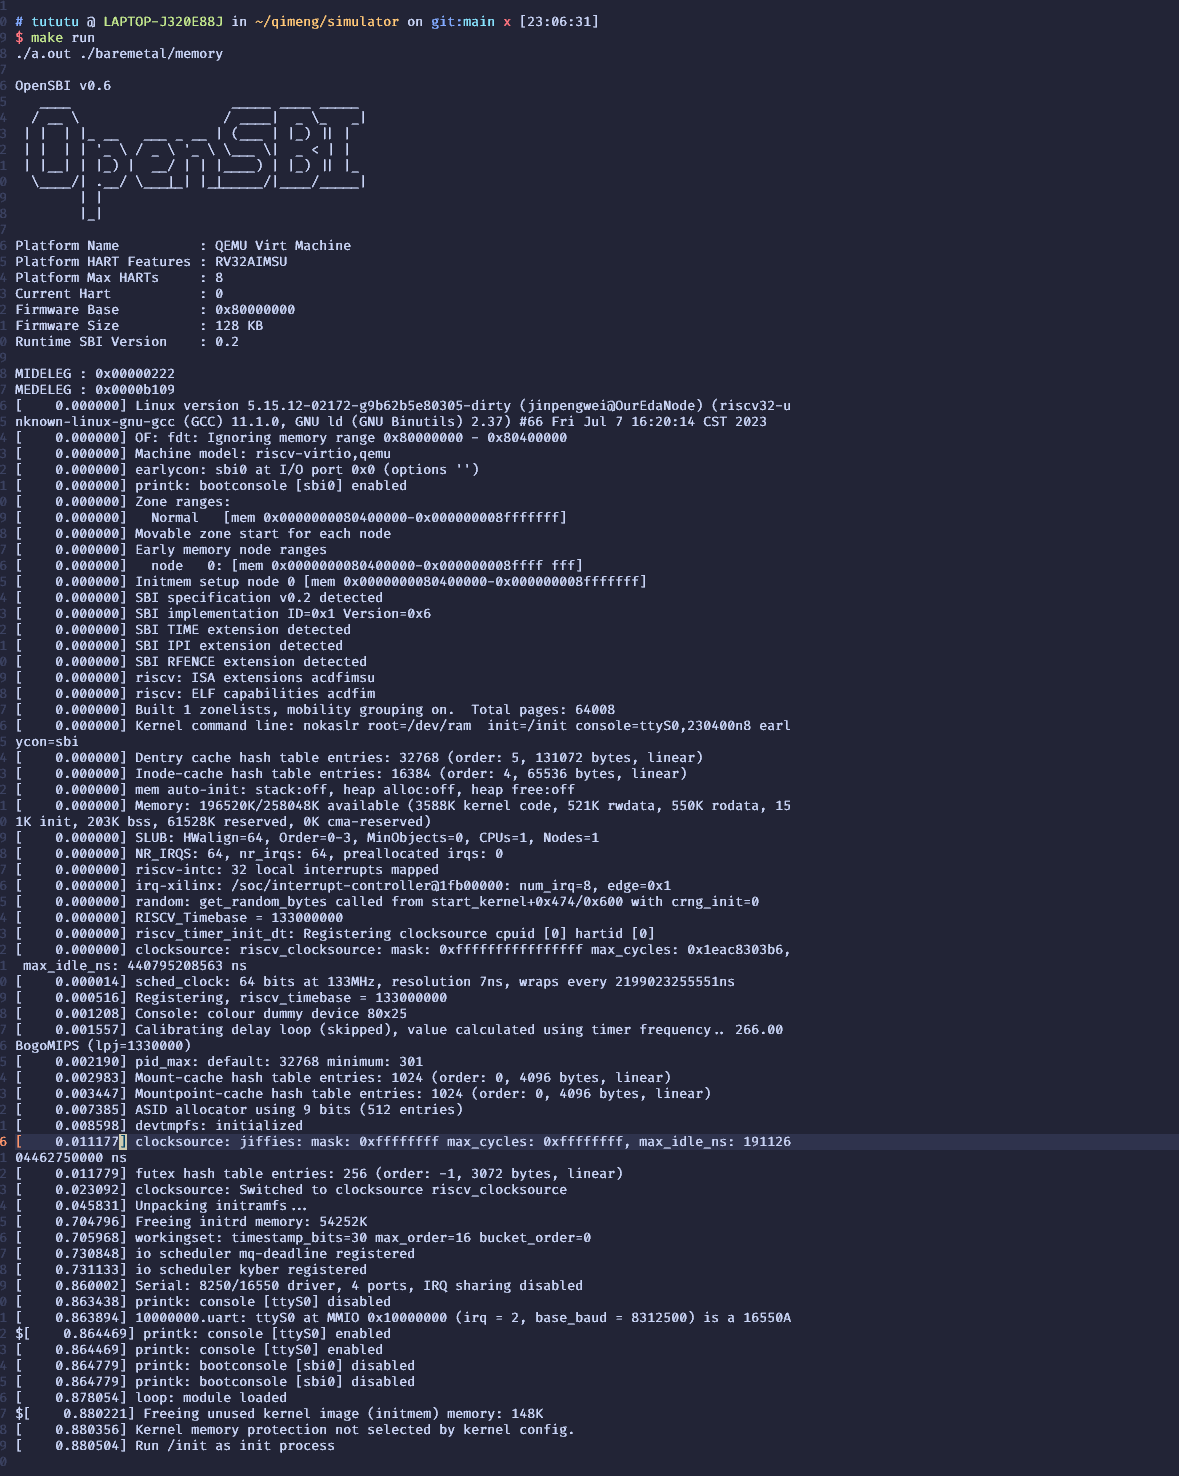 # tututu @ LAPTOP-J320E88J in ~/qimeng/simulator on git:main x [23:06:31]
$ make run
./a.out ./baremetal/memory
OpenSBI v0.6
   ____                    _____ ____ _____
  / __ \                  / ____|  _ \_   _|
 | |  | |_ __   ___ _ __ | (___ | |_) || |
 | |  | | '_ \ / _ \ '_ \ \___ \|  _ < | |
 | |__| | |_) |  __/ | | |____) | |_) || |_
  \____/| .__/ \___|_| |_|_____/|____/_____|
        | |
        |_|
Platform Name          : QEMU Virt Machine
Platform HART Features : RV32AIMSU
Platform Max HARTs     : 8
Current Hart           : 0
Firmware Base          : 0x80000000
Firmware Size          : 128 KB
Runtime SBI Version    : 0.2
MIDELEG : 0x00000222
MEDELEG : 0x0000b109
[    0.000000] Linux version 5.15.12-02172-g9b62b5e80305-dirty (jinpengwei@OurEdaNode) (riscv32-u
nknown-linux-gnu-gcc (GCC) 11.1.0, GNU ld (GNU Binutils) 2.37) #66 Fri Jul 7 16:20:14 CST 2023
[    0.000000] OF: fdt: Ignoring memory range 0x80000000 - 0x80400000
[    0.000000] Machine model: riscv-virtio,qemu
[    0.000000] earlycon: sbi0 at I/O port 0x0 (options '')
[    0.000000] printk: bootconsole [sbi0] enabled
[    0.000000] Zone ranges:
[    0.000000]   Normal   [mem 0x0000000080400000-0x000000008fffffff]
[    0.000000] Movable zone start for each node
[    0.000000] Early memory node ranges
[    0.000000]   node   0: [mem 0x0000000080400000-0x000000008ffff fff]
[    0.000000] Initmem setup node 0 [mem 0x0000000080400000-0x000000008fffffff]
[    0.000000] SBI specification v0.2 detected
[    0.000000] SBI implementation ID=0x1 Version=0x6
[    0.000000] SBI TIME extension detected
[    0.000000] SBI IPI extension detected
[    0.000000] SBI RFENCE extension detected
[    0.000000] riscv: ISA extensions acdfimsu
[    0.000000] riscv: ELF capabilities acdfim
[    0.000000] Built 1 zonelists, mobility grouping on.  Total pages: 64008
[    0.000000] Kernel command line: nokaslr root=/dev/ram  init=/init console=ttyS0,230400n8 earl
ycon=sbi
[    0.000000] Dentry cache hash table entries: 32768 (order: 5, 131072 bytes, linear)
[    0.000000] Inode-cache hash table entries: 16384 (order: 4, 65536 bytes, linear)
[    0.000000] mem auto-init: stack:off, heap alloc:off, heap free:off
[    0.000000] Memory: 196520K/258048K available (3588K kernel code, 521K rwdata, 550K rodata, 15
1K init, 203K bss, 61528K reserved, 0K cma-reserved)
[    0.000000] SLUB: HWalign=64, Order=0-3, MinObjects=0, CPUs=1, Nodes=1
[    0.000000] NR_IRQS: 64, nr_irqs: 64, preallocated irqs: 0
[    0.000000] riscv-intc: 32 local interrupts mapped
[    0.000000] irq-xilinx: /soc/interrupt-controller@1fb00000: num_irq=8, edge=0x1
[    0.000000] random: get_random_bytes called from start_kernel+0x474/0x600 with crng_init=0
[    0.000000] RISCV_Timebase = 133000000
[    0.000000] riscv_timer_init_dt: Registering clocksource cpuid [0] hartid [0]
[    0.000000] clocksource: riscv_clocksource: mask: 0xffffffffffffffff max_cycles: 0x1eac8303b6,
 max_idle_ns: 440795208563 ns
[    0.000014] sched_clock: 64 bits at 133MHz, resolution 7ns, wraps every 2199023255551ns
[    0.000516] Registering, riscv_timebase = 133000000
[    0.001208] Console: colour dummy device 80x25
[    0.001557] Calibrating delay loop (skipped), value calculated using timer frequency.. 266.00
BogoMIPS (lpj=1330000)
[    0.002190] pid_max: default: 32768 minimum: 301
[    0.002983] Mount-cache hash table entries: 1024 (order: 0, 4096 bytes, linear)
[    0.003447] Mountpoint-cache hash table entries: 1024 (order: 0, 4096 bytes, linear)
[    0.007385] ASID allocator using 9 bits (512 entries)
[    0.008598] devtmpfs: initialized
[    0.011177] clocksource: jiffies: mask: 0xffffffff max_cycles: 0xffffffff, max_idle_ns: 191126
04462750000 ns
[    0.011779] futex hash table entries: 256 (order: -1, 3072 bytes, linear)
[    0.023092] clocksource: Switched to clocksource riscv_clocksource
[    0.045831] Unpacking initramfs...
[    0.704796] Freeing initrd memory: 54252K
[    0.705968] workingset: timestamp_bits=30 max_order=16 bucket_order=0
[    0.730848] io scheduler mq-deadline registered
[    0.731133] io scheduler kyber registered
[    0.860002] Serial: 8250/16550 driver, 4 ports, IRQ sharing disabled
[    0.863438] printk: console [ttyS0] disabled
[    0.863894] 10000000.uart: ttyS0 at MMIO 0x10000000 (irq = 2, base_baud = 8312500) is a 16550A
$[    0.864469] printk: console [ttyS0] enabled
[    0.864469] printk: console [ttyS0] enabled
[    0.864779] printk: bootconsole [sbi0] disabled
[    0.864779] printk: bootconsole [sbi0] disabled
[    0.878054] loop: module loaded
$[    0.880221] Freeing unused kernel image (initmem) memory: 148K
[    0.880356] Kernel memory protection not selected by kernel config.
[    0.880504] Run /init as init process